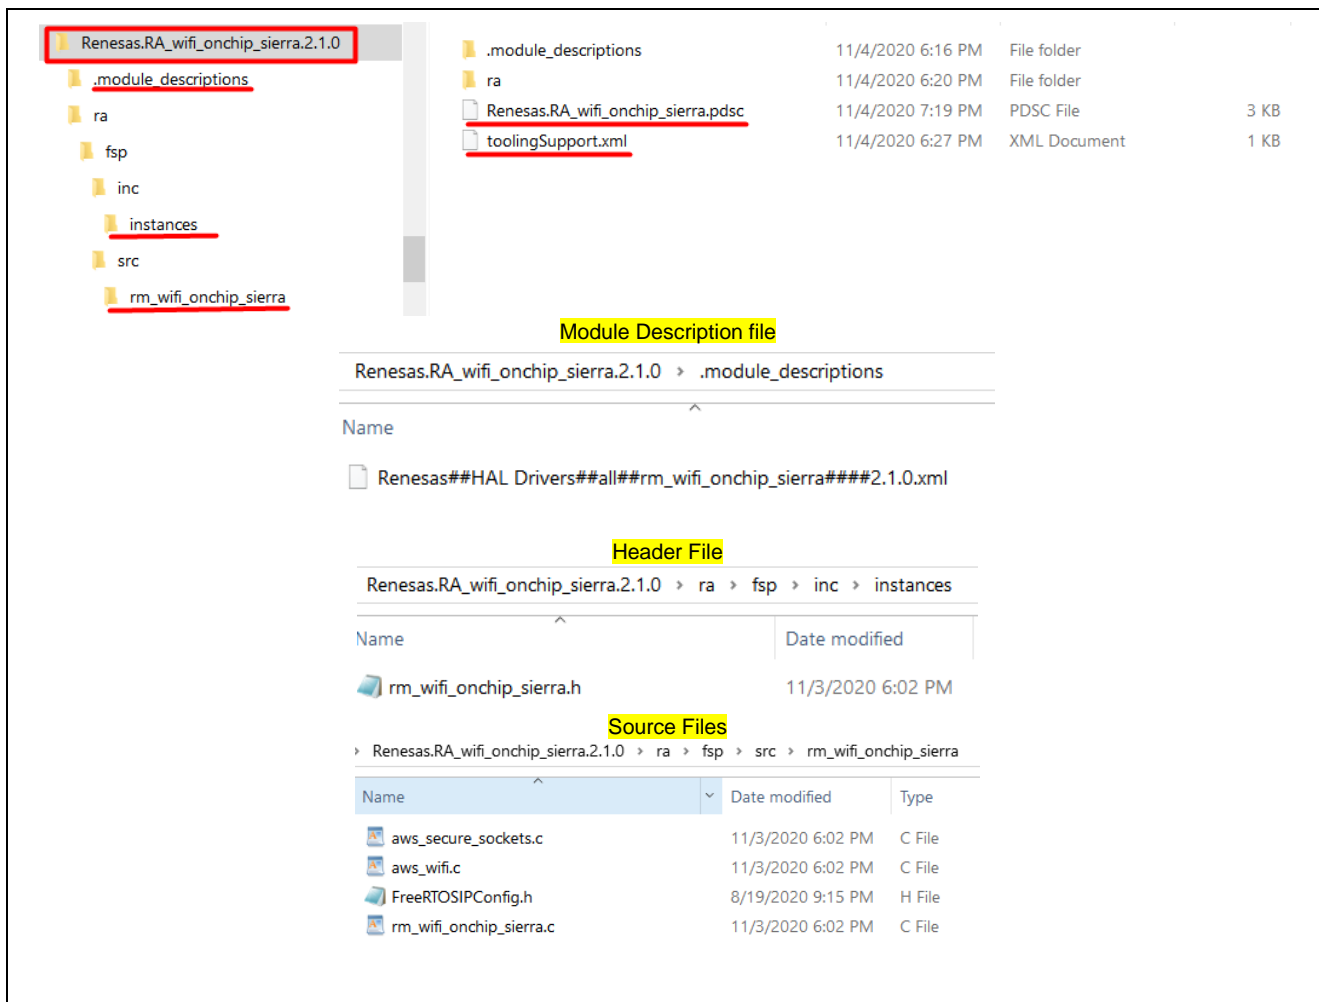 Renesas.RA_wifi_onchip_sierra.2.1.0
.module_descriptions
ra
fsp
inc
instances
src
rm_wifi_onchip_sierra
.module_descriptions 11/4/2020 6:16 PM File folder
ra 11/4/2020 6:20 PM File folder
Renesas.RA_wifi_onchip_sierra.pdsc 11/4/2020 7:19 PM PDSC File 3 KB
toolingSupport.xml 11/4/2020 6:27 PM XML Document 1 KB
Module Description file
Renesas.RA_wifi_onchip_sierra.2.1.0 › .module_descriptions
Name
Renesas##HAL Drivers##all##rm_wifi_onchip_sierra####2.1.0.xml
Header File
Renesas.RA_wifi_onchip_sierra.2.1.0 › ra › fsp › inc › instances
Name Date modified
rm_wifi_onchip_sierra.h 11/3/2020 6:02 PM
Source Files
› Renesas.RA_wifi_onchip_sierra.2.1.0 › ra › fsp › src › rm_wifi_onchip_sierra
Name Date modified Type
aws_secure_sockets.c 11/3/2020 6:02 PM C File
aws_wifi.c 11/3/2020 6:02 PM C File
FreeRTOSIPConfig.h 8/19/2020 9:15 PM H File
rm_wifi_onchip_sierra.c 11/3/2020 6:02 PM C File